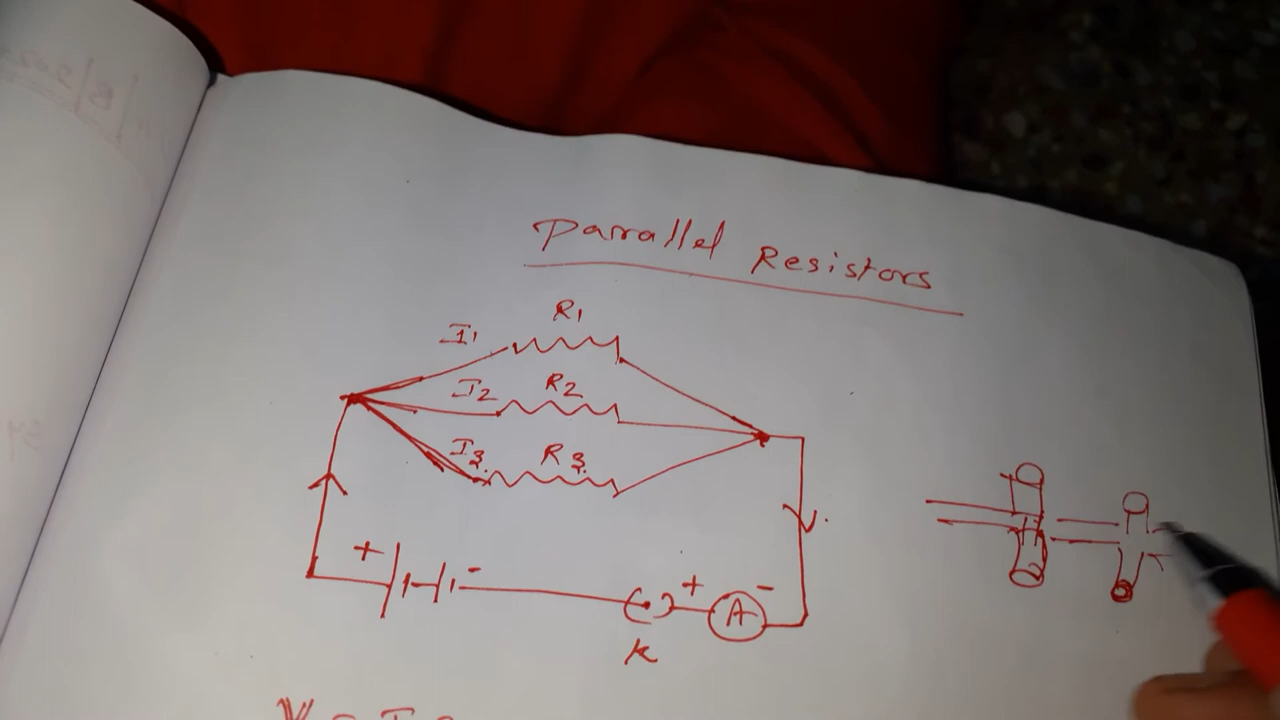 Parallel Resistors
R1
I1
I2 R2
I3 R3
+ -
+ A -
K